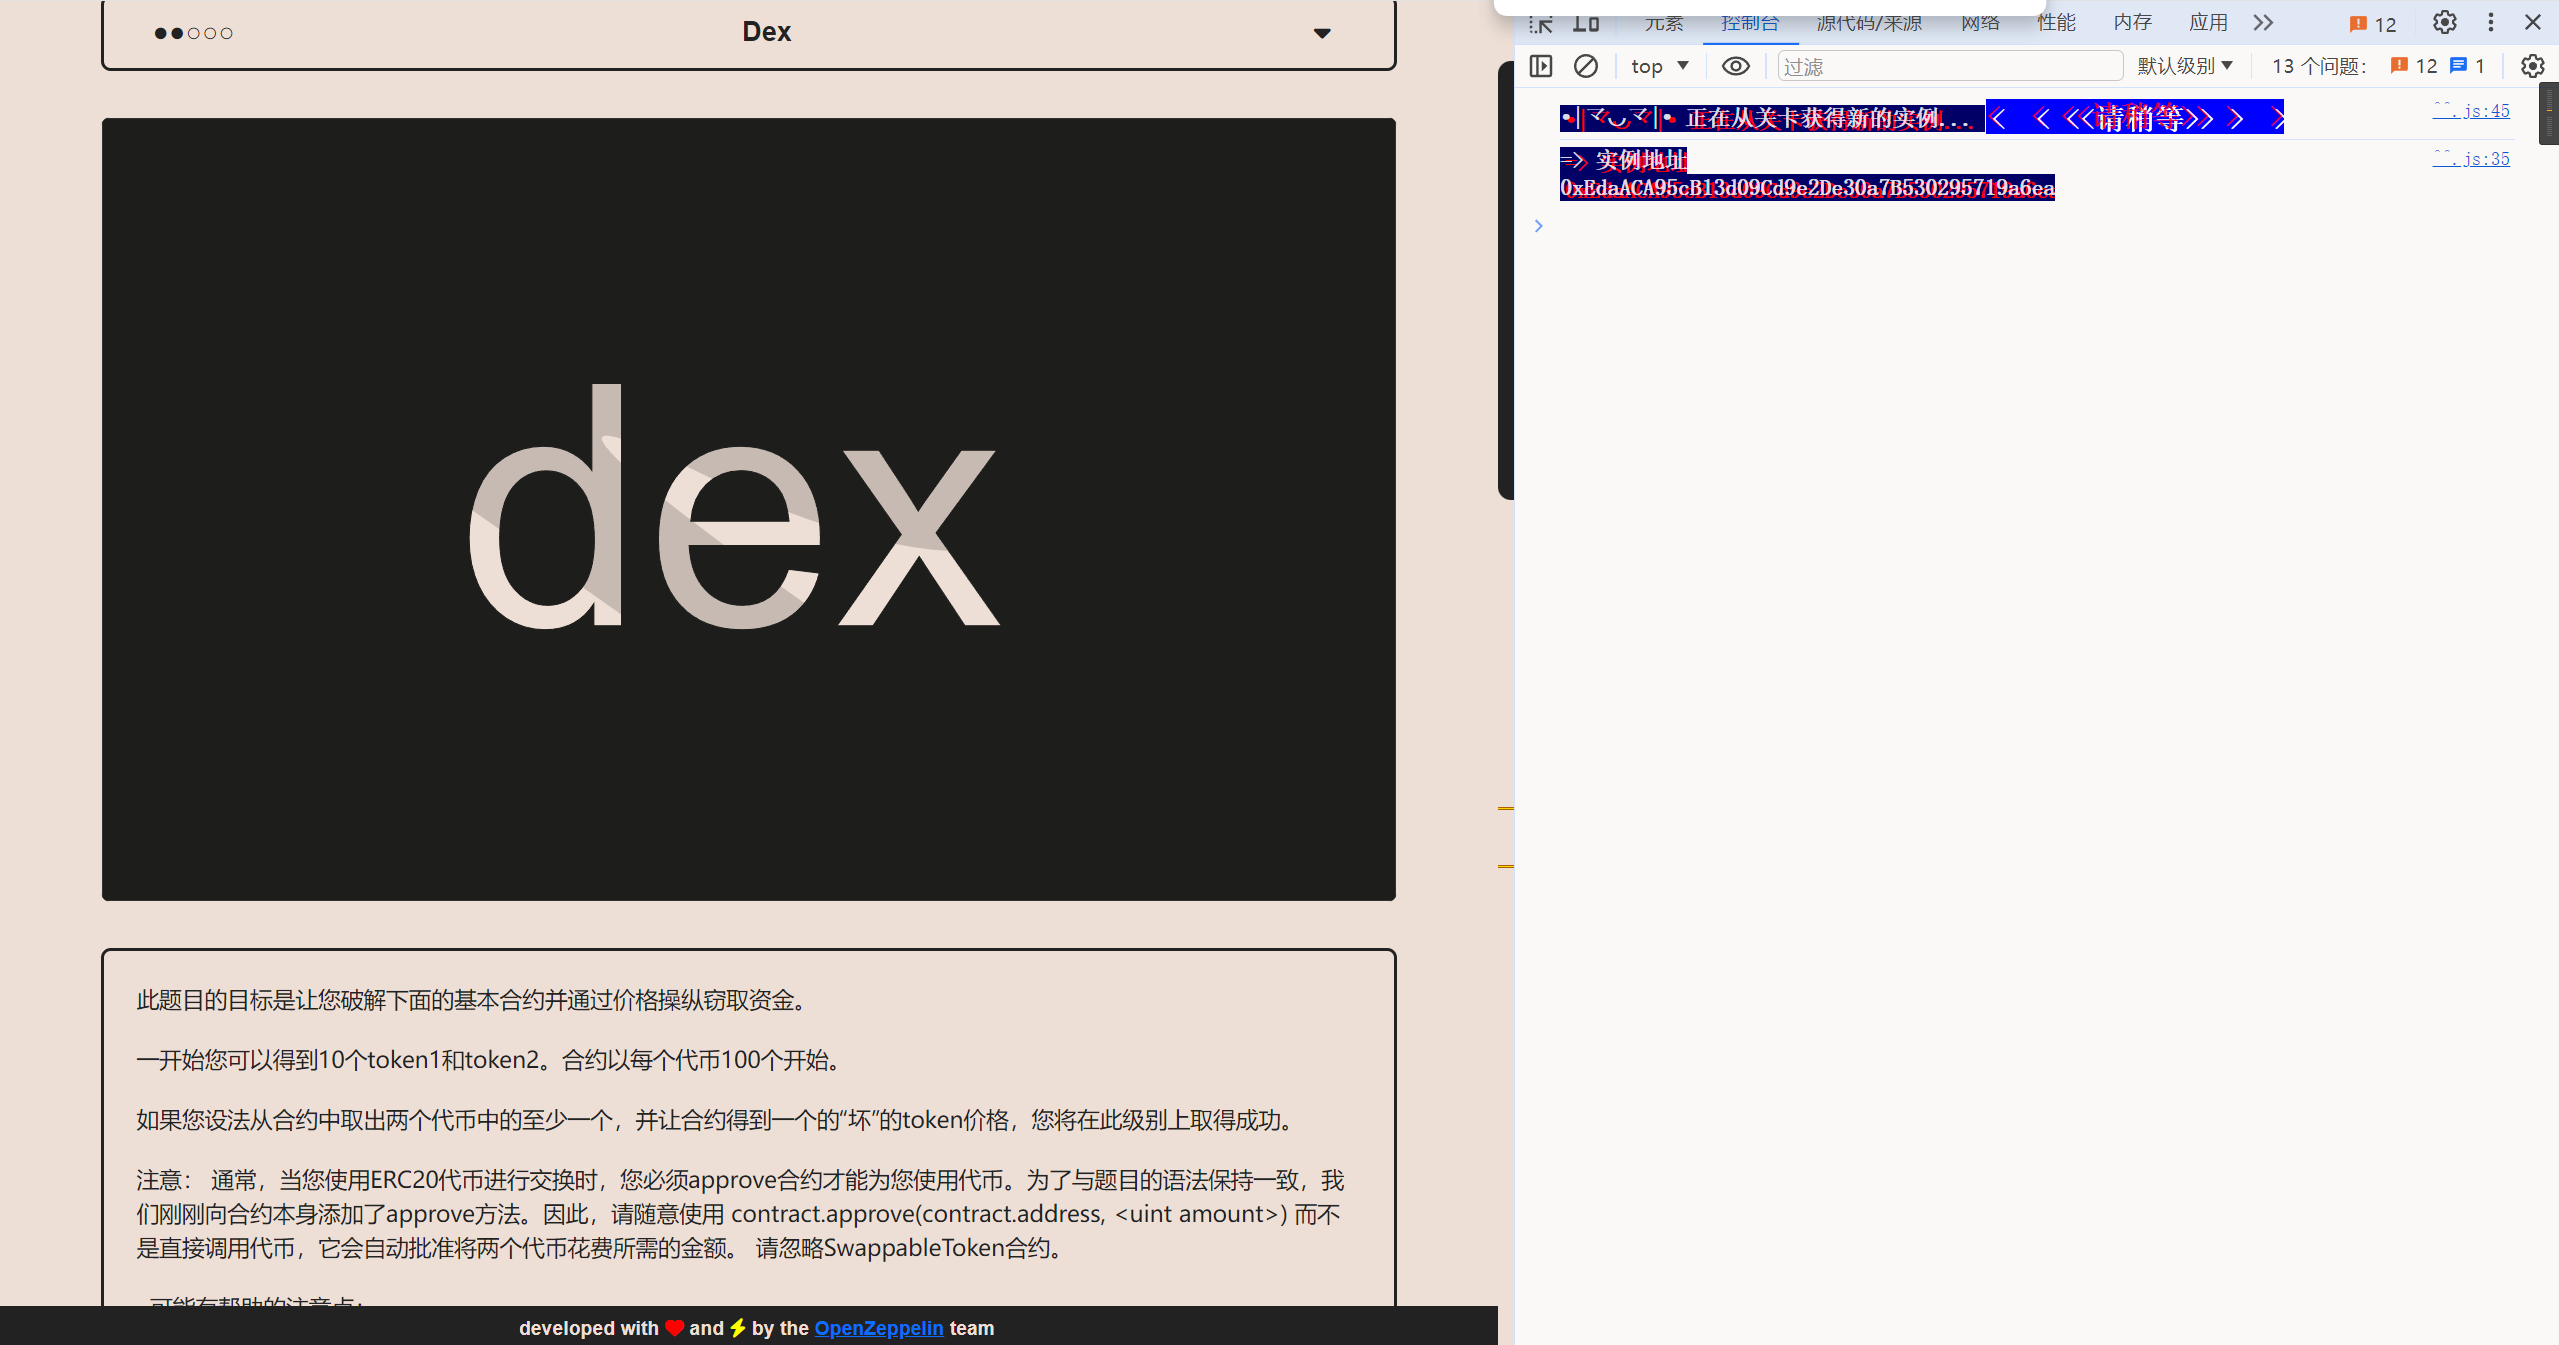 Dex
dex
此题目的目标是让您破解下面的基本合约并通过价格操纵窃取资金。
一开始您可以得到10个token1和token2。合约以每个代币100个开始。
如果您设法从合约中取出两个代币中的至少一个，并让合约得到一个的“坏”的token价格，您将在此级别上取得成功。
注意： 通常，当您使用ERC20代币进行交换时，您必须approve合约才能为您使用代币。为了与题目的语法保持一致，我
们刚刚向合约本身添加了approve方法。因此，请随意使用 contract.approve(contract.address, <uint amount>) 而不
是直接调用代币，它会自动批准将两个代币花费所需的金额。 请忽略SwappableToken合约。
可能有帮助的注意点：
developed with ❤ and ⚡ by the OpenZeppelin team
元素 控制台 源代码/来源 网络 性能 内存 应用 12
top 过滤 默认级别 13 个问题： 12 1
正在从关卡获得新的实例... < < <<请稍等>> > > ^^.js:45
=> 实例地址 ^^.js:35
0xEdaACA95cB13d09Cd9e2De30a7B530295719a6ea